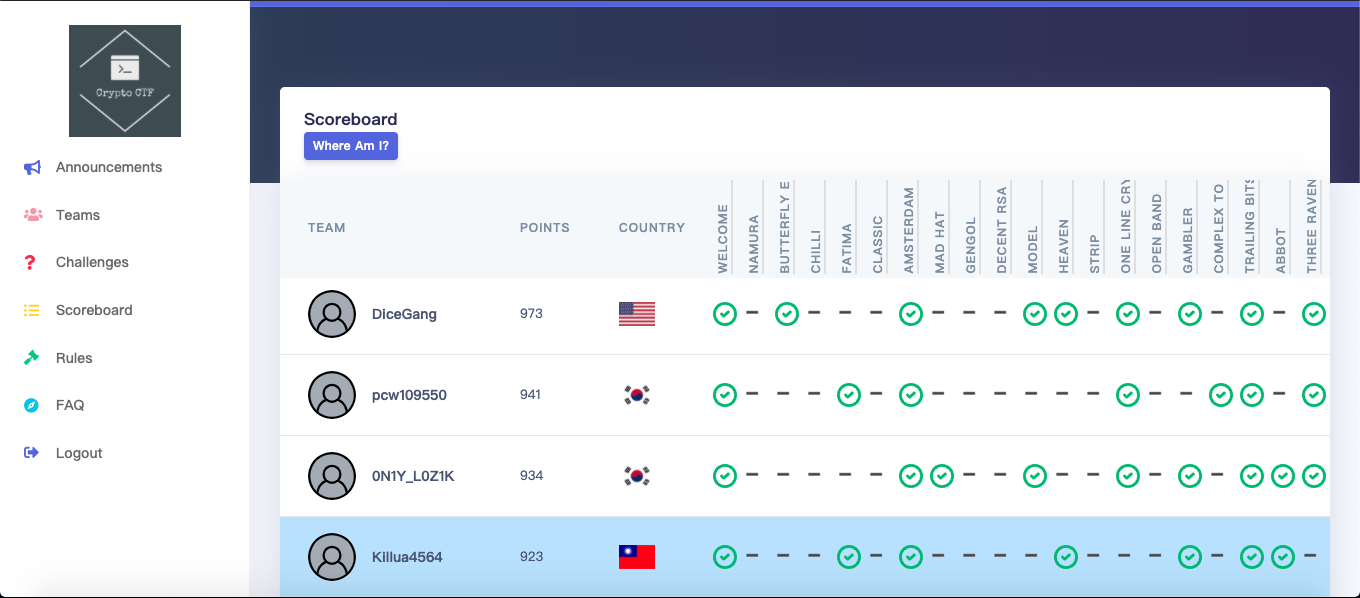 Crypto CTF
Announcements
Teams
Challenges
Scoreboard
Rules
FAQ
Logout
Scoreboard
Where Am I?
TEAM POINTS COUNTRY WELCOME NAMURA BUTTERFLY E CHILLI FATIMA CLASSIC AMSTERDAM MAD HAT GENGOL DECENT RSA MODEL HEAVEN STRIP ONE LINE CRY OPEN BAND GAMBLER COMPLEX TO TRAILING BITS ABBOT THREE RAVEN
DiceGang 973
pcw109550 941
0N1Y_L0Z1K 934
Killua4564 923